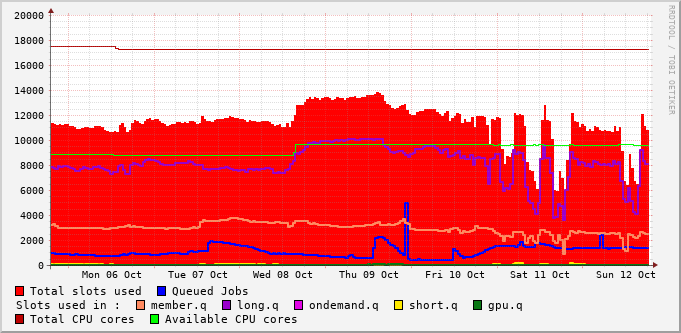 20000
18000
16000
14000
12000
10000
8000
6000
4000
2000
0
Mon 06 Oct Tue 07 Oct Wed 08 Oct Thu 09 Oct Fri 10 Oct Sat 11 Oct Sun 12 Oct
RRDTOOL / TOBI OETIKER
Total slots used Queued Jobs
Slots used in : member.q long.q ondemand.q short.q gpu.q
Total CPU cores Available CPU cores